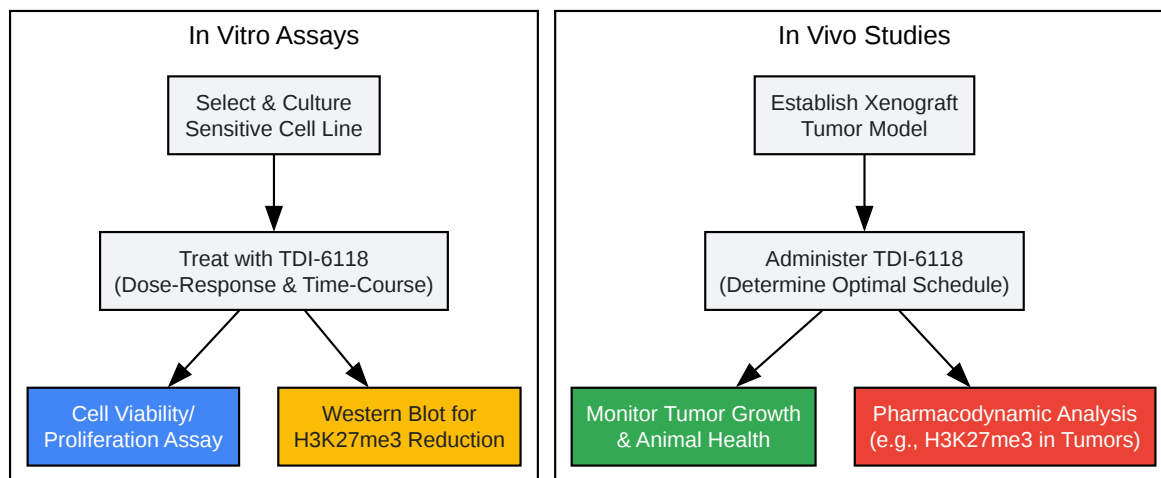 In Vitro Assays
Select & Culture
Sensitive Cell Line
Treat with TDI-6118
(Dose-Response & Time-Course)
Cell Viability/
Proliferation Assay
Western Blot for
H3K27me3 Reduction
In Vivo Studies
Establish Xenograft
Tumor Model
Administer TDI-6118
(Determine Optimal Schedule)
Monitor Tumor Growth
& Animal Health
Pharmacodynamic Analysis
(e.g., H3K27me3 in Tumors)